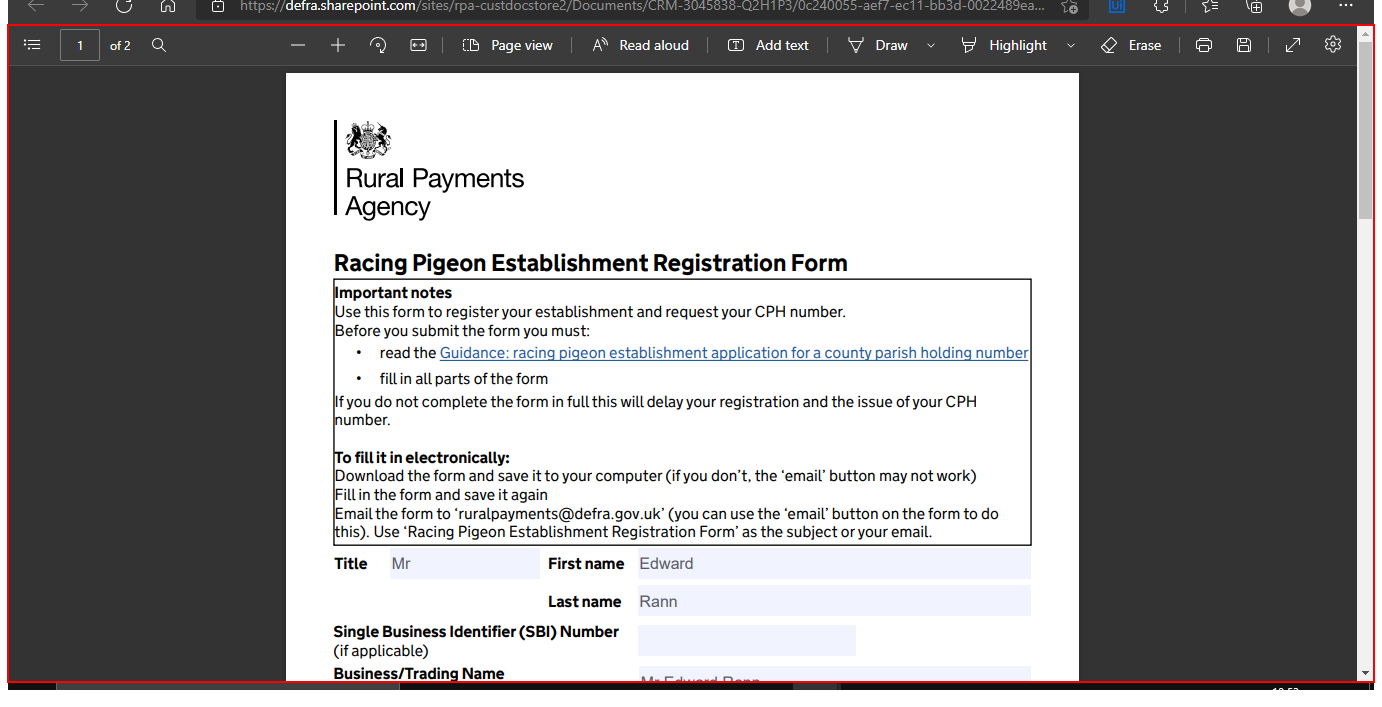 https://defra.sharepoint.com/sites/rpa-custdocstore2/Documents/CRM-3045838-Q2H1P3/0c240055-aef7-ec11-bb3d-0022489ea...
1 of 2 Page view Read aloud Add text Draw Highlight Erase
Rural Payments
Agency
Racing Pigeon Establishment Registration Form
Important notes
Use this form to register your establishment and request your CPH number.
Before you submit the form you must:
• read the Guidance: racing pigeon establishment application for a county parish holding number
• fill in all parts of the form
If you do not complete the form in full this will delay your registration and the issue of your CPH
number.
To fill it in electronically:
Download the form and save it to your computer (if you don't, the 'email' button may not work)
Fill in the form and save it again
Email the form to 'ruralpayments@defra.gov.uk' (you can use the 'email' button on the form to do
this). Use 'Racing Pigeon Establishment Registration Form' as the subject or your email.
Title Mr First name Edward
Last name Rann
Single Business Identifier (SBI) Number
(if applicable)
Business/Trading Name Mr Edward Rann